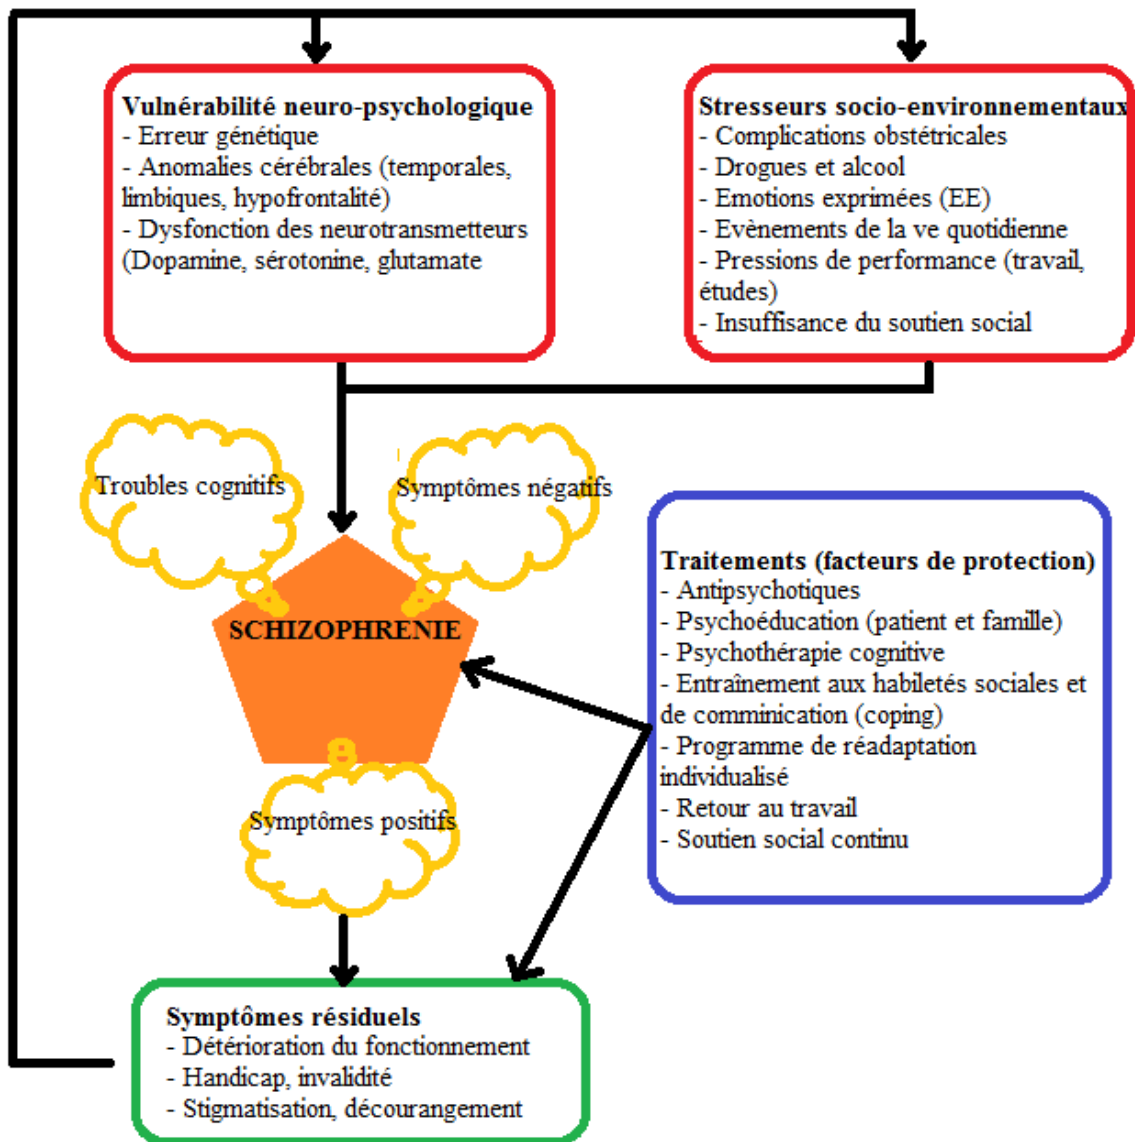 Vulnérabilité neuro-psychologique
- Erreur génétique
- Anomalies cérébrales (temporales,
limbiques, hypofrontalité)
- Dysfonction des neurotransmetteurs
(Dopamine, sérotonine, glutamate
Stresseurs socio-environnementaux
- Complications obstétricales
- Drogues et alcool
- Emotions exprimées (EE)
- Evènements de la ve quotidienne
- Pressions de performance (travail,
études)
- Insuffisance du soutien social
Troubles cognitifs
Symptômes négatifs
SCHIZOPHRENIE
Symptômes positifs
Traitements (facteurs de protection)
- Antipsychotiques
- Psychoéducation (patient et famille)
- Psychothérapie cognitive
- Entraînement aux habiletés sociales et
de comminication (coping)
- Programme de réadaptation
individualisé
- Retour au travail
- Soutien social continu
Symptômes résiduels
- Détérioration du fonctionnement
- Handicap, invalidité
- Stigmatisation, décourangement